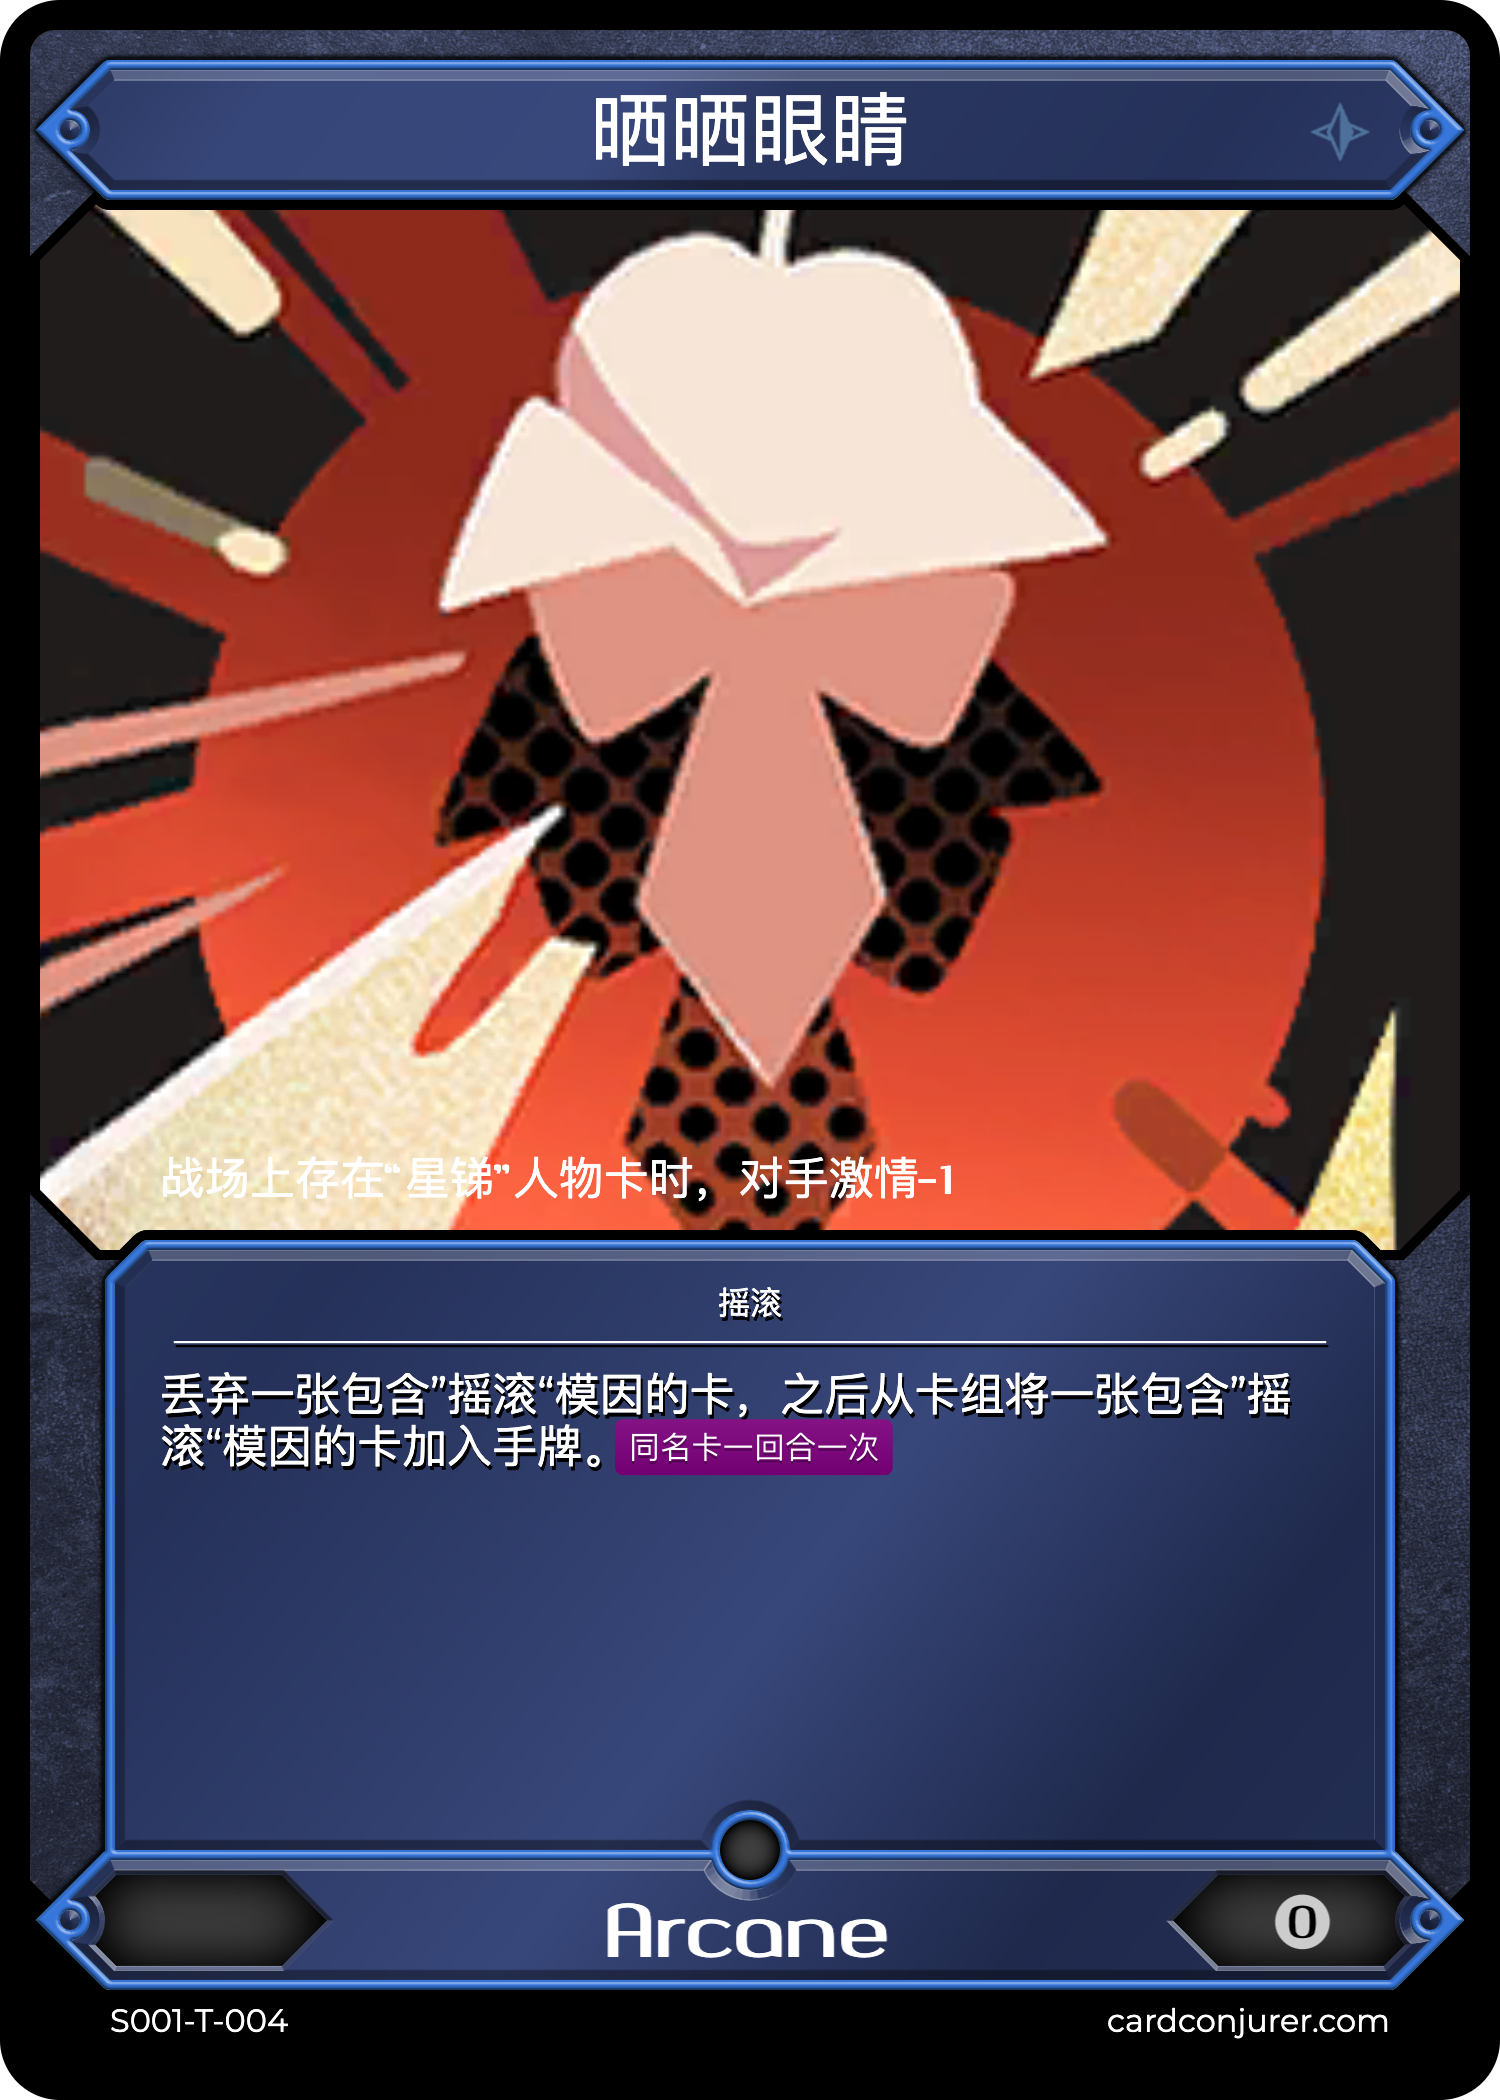 晒晒眼睛
战场上存在“星锑”人物卡时，对手激情-1
摇滚
丢弃一张包含”摇滚“模因的卡，之后从卡组将一张包含”摇
滚“模因的卡加入手牌。同名卡一回合一次
Arcane
0
S001-T-004
cardconjurer.com